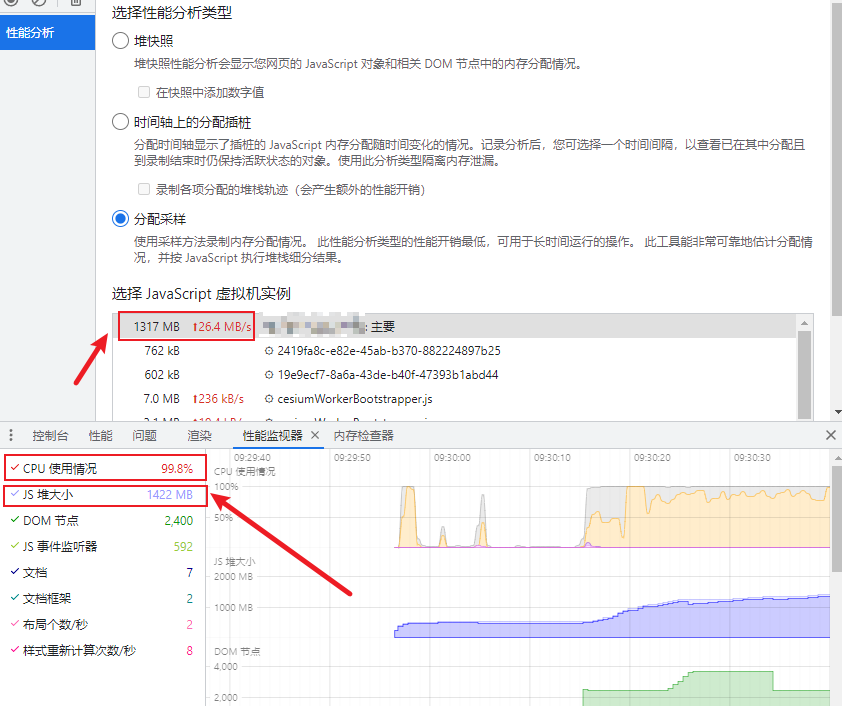 选择性能分析类型
性能分析
堆快照
堆快照性能分析会显示您网页的 JavaScript 对象和相关 DOM 节点中的内存分配情况。
在快照中添加数字值
时间轴上的分配插桩
分配时间轴显示了插桩的 JavaScript 内存分配随时间变化的情况。记录分析后，您可选择一个时间间隔，以查看已在其中分配且
到录制结束时仍保持活跃状态的对象。使用此分析类型隔离内存泄漏。
录制各项分配的堆栈轨迹（会产生额外的性能开销）
分配采样
使用采样方法录制内存分配情况。 此性能分析类型的性能开销最低，可用于长时间运行的操作。 此工具能非常可靠地估计分配情
况，并按 JavaScript 执行堆栈细分结果。
选择 JavaScript 虚拟机实例
1317 MB ↑26.4 MB/s : 主要
762 kB 2419fa8c-e82e-45ab-b370-882224897b25
602 kB 19e9ecf7-8a6a-43de-b40f-47393b1abd44
7.0 MB ↑236 kB/s cesiumWorkerBootstrapper.js
控制台 性能 问题 渲染 性能监视器 × 内存检查器
09:29:40 09:29:50 09:30:00 09:30:10 09:30:20 09:30:30
CPU 使用情况 99.8%
JS 堆大小 1422 MB
DOM 节点 2,400
JS 事件监听器 592
文档 7
文档框架 2
布局个数/秒 2
样式重新计算次数/秒 8
CPU 使用情况
100%
50%
JS 堆大小
2000 MB
1000 MB
DOM 节点
4,000
2,000